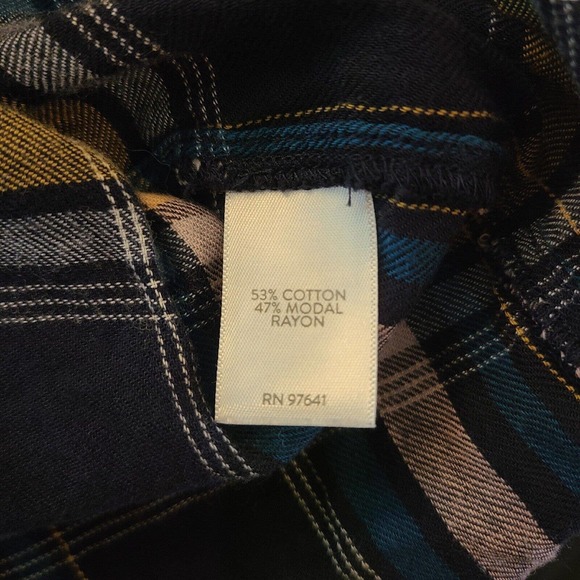 53% COTTON
47% MODAL
RAYON
RN 97641